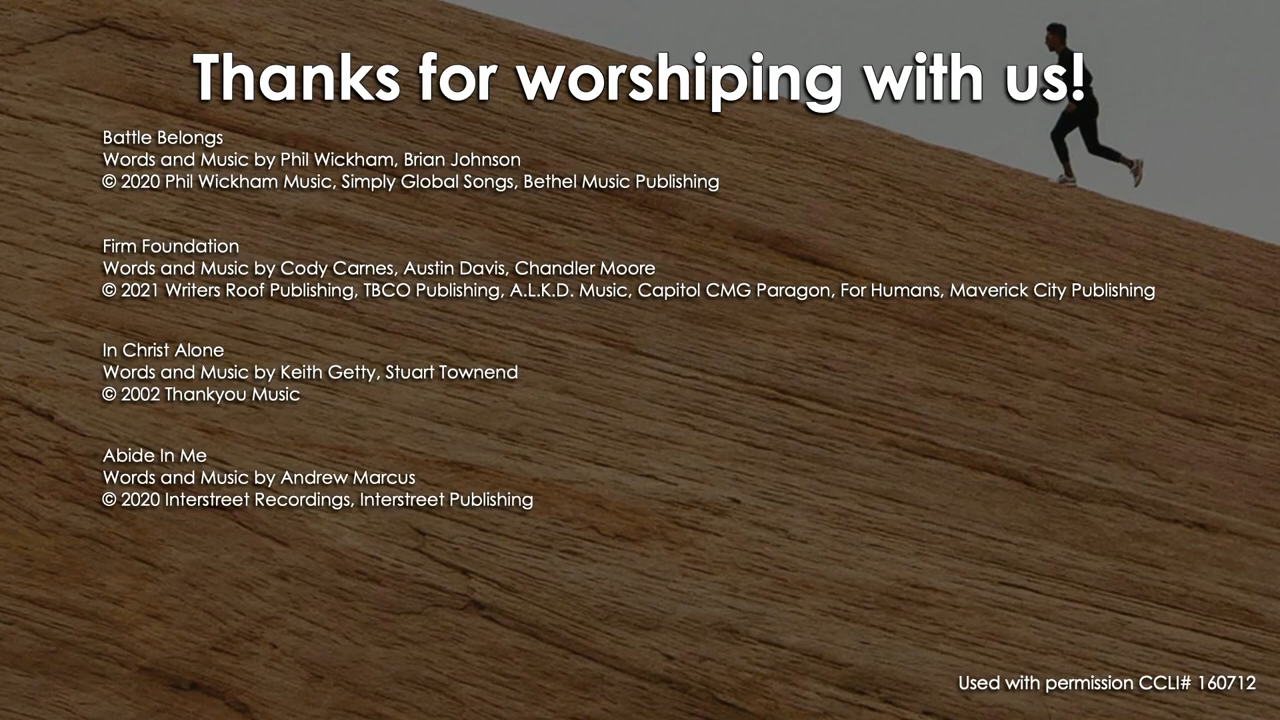 Thanks for worshiping with us!
Battle Belongs
Words and Music by Phil Wickham, Brian Johnson
© 2020 Phil Wickham Music, Simply Global Songs, Bethel Music Publishing
Firm Foundation
Words and Music by Cody Carnes, Austin Davis, Chandler Moore
© 2021 Writers Roof Publishing, TBCO Publishing, A.L.K.D. Music, Capitol CMG Paragon, For Humans, Maverick City Publishing
In Christ Alone
Words and Music by Keith Getty, Stuart Townend
© 2002 Thankyou Music
Abide In Me
Words and Music by Andrew Marcus
© 2020 Interstreet Recordings, Interstreet Publishing
Used with permission CCLI# 160712